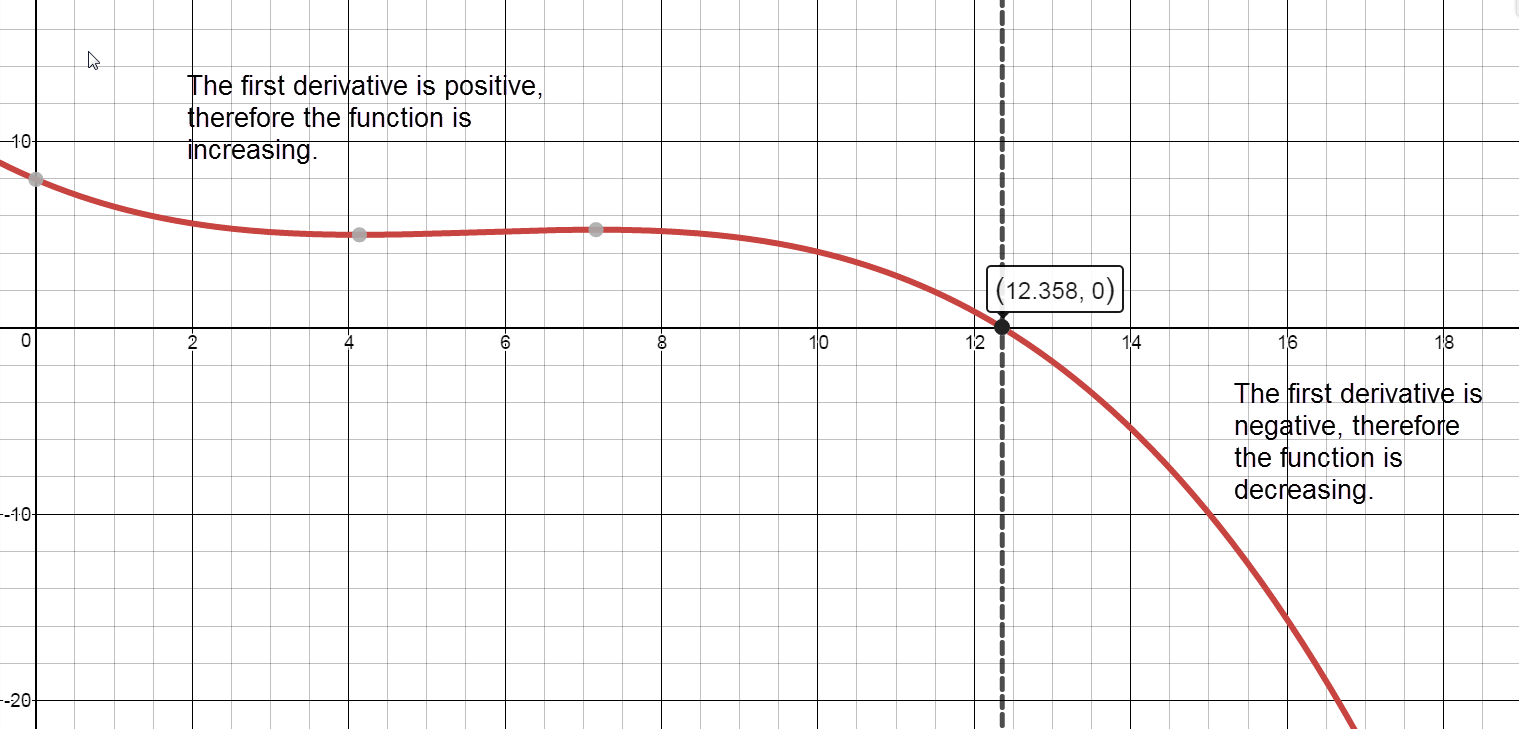 The first derivative is positive,
therefore the function is
increasing.
10
(12.358, 0)
0 2 4 6 8 10 12 14 16 18
The first derivative is
negative, therefore
the function is
decreasing.
-10
-20